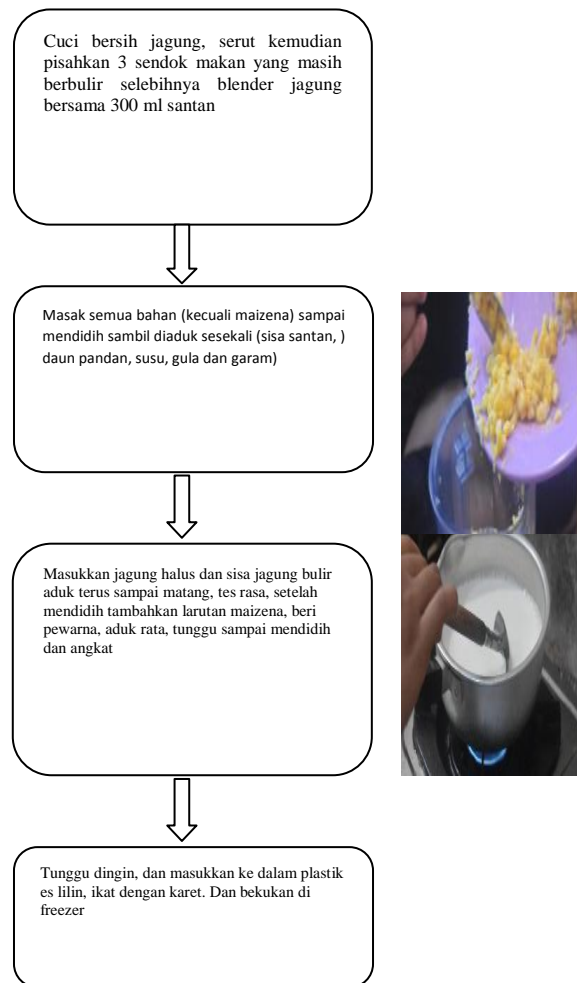 Cuci bersih jagung, serut kemudian
pisahkan 3 sendok makan yang masih
berbulir selebihnya blender jagung
bersama 300 ml santan
Masak semua bahan (kecuali maizena) sampai
mendidih sambil diaduk sesekali (sisa santan, )
daun pandan, susu, gula dan garam)
Masukkan jagung halus dan sisa jagung bulir
aduk terus sampai matang, tes rasa, setelah
mendidih tambahkan larutan maizena, beri
pewarna, aduk rata, tunggu sampai mendidih
dan angkat
Tunggu dingin, dan masukkan ke dalam plastik
es lilin, ikat dengan karet. Dan bekukan di
freezer